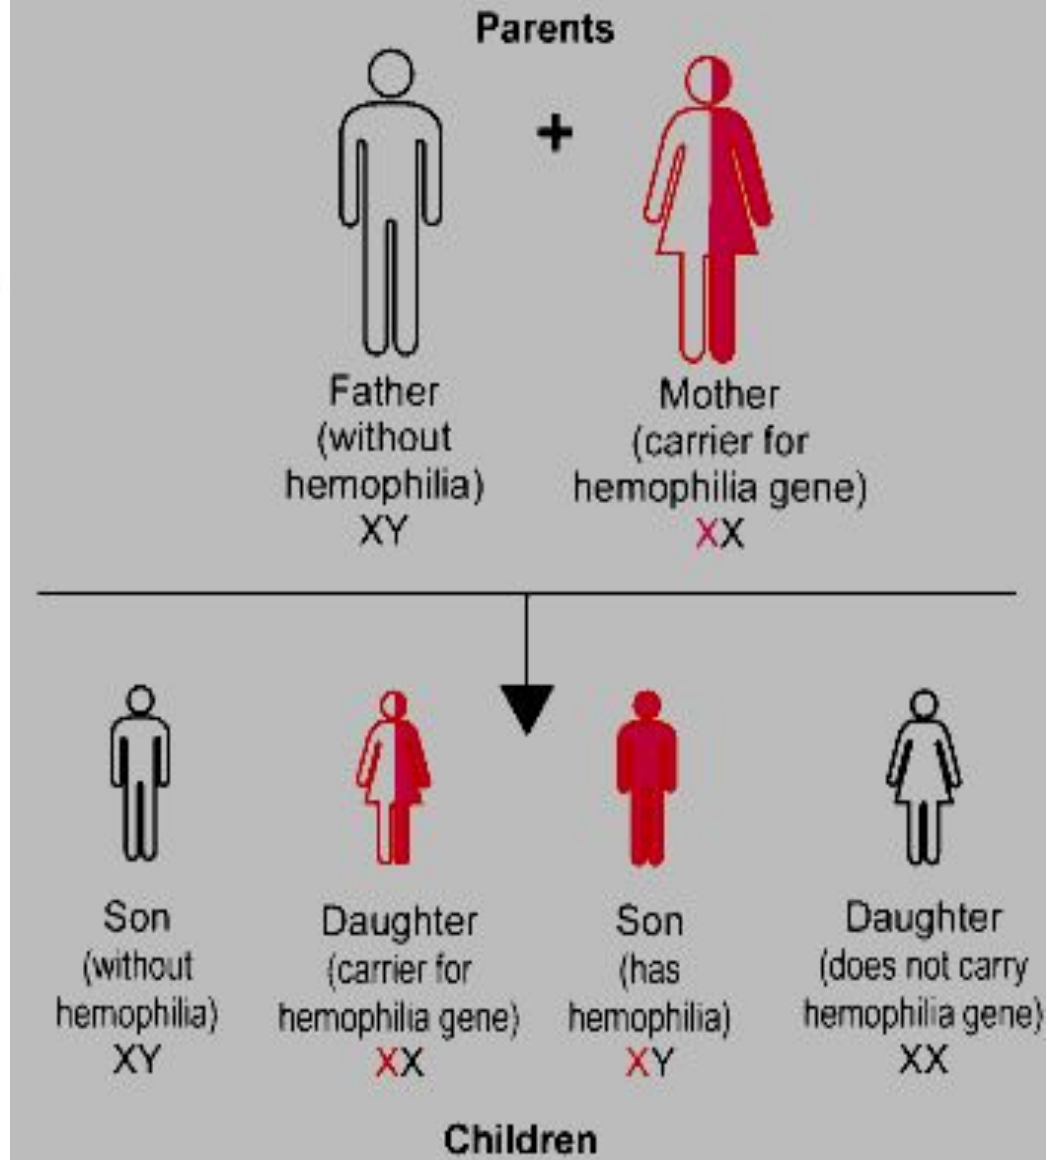 Parents
+
Father
(without
hemophilia)
XY
Mother
(carrier for
hemophilia gene)
XX
Son
(without
hemophilia)
XY
Daughter
(carrier for
hemophilia gene)
XX
Son
(has
hemophilia)
XY
Daughter
(does not carry
hemophilia gene)
XX
Children